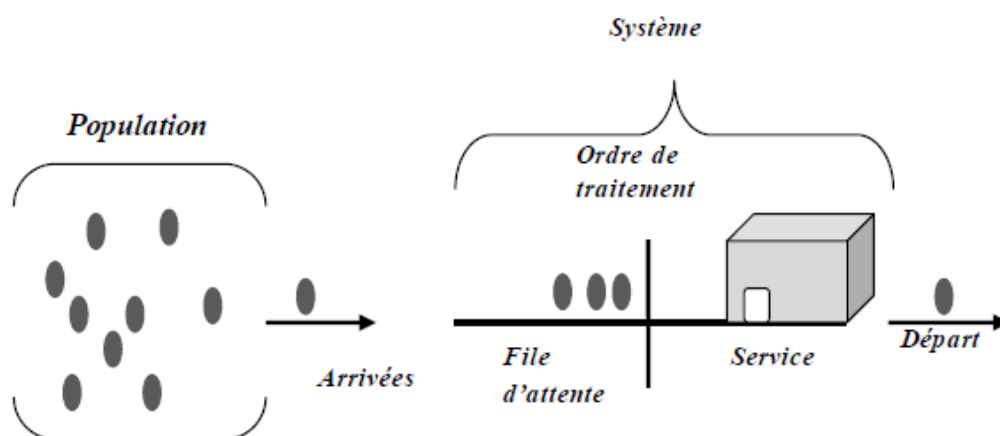 Système
Population
Ordre de
traitement
Arrivées
File
d'attente
Service
Départ